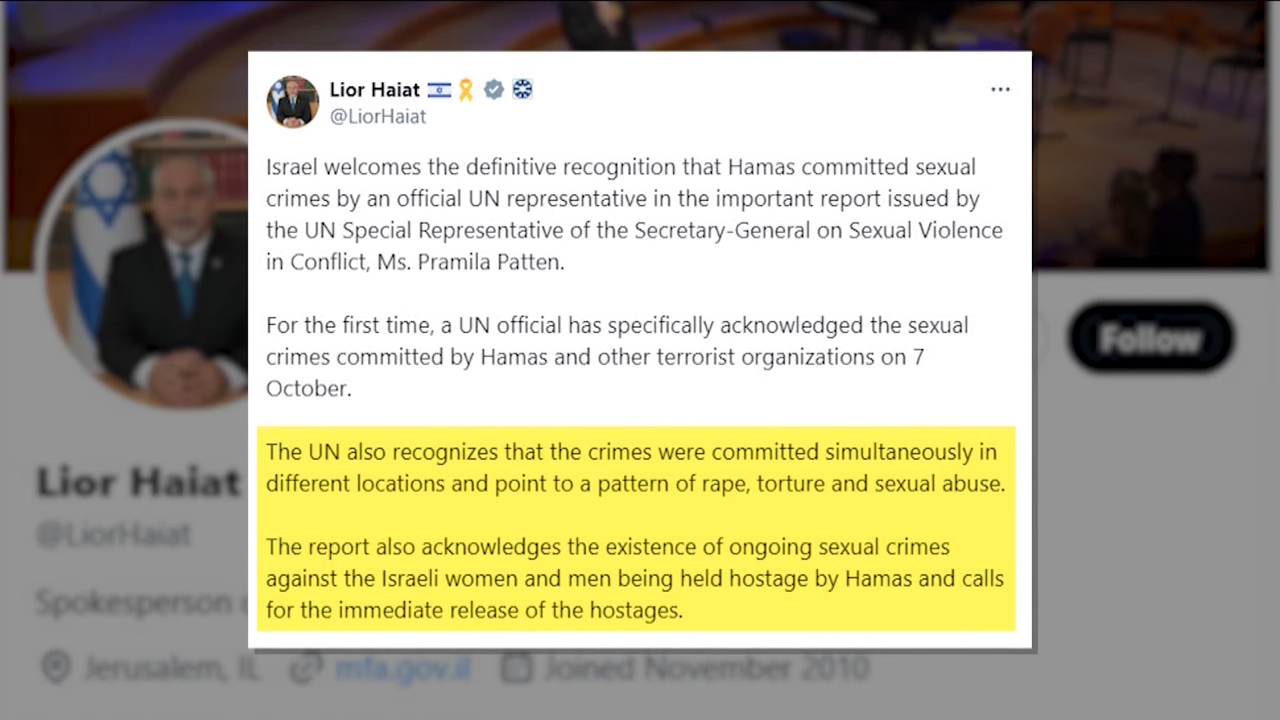 Lior Haiat
@LiorHaiat
Israel welcomes the definitive recognition that Hamas committed sexual
crimes by an official UN representative in the important report issued by
the UN Special Representative of the Secretary-General on Sexual Violence
in Conflict, Ms. Pramila Patten.
For the first time, a UN official has specifically acknowledged the sexual
crimes committed by Hamas and other terrorist organizations on 7
October.
The UN also recognizes that the crimes were committed simultaneously in
different locations and point to a pattern of rape, torture and sexual abuse.
The report also acknowledges the existence of ongoing sexual crimes
against the Israeli women and men being held hostage by Hamas and calls
for the immediate release of the hostages.
Follow
Lior Haiat
@LiorHaiat
Spokesperson
Jerusalem, IL mfa.gov.il Joined November 2010